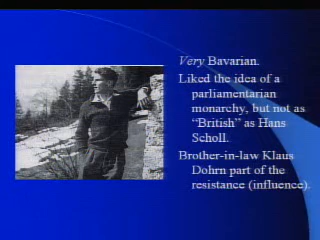 Very Bavarian.
Liked the idea of a
parliamentarian
monarchy, but not as
“British” as Hans
Scholl.
Brother-in-law Klaus
Dohrn part of the
resistance (influence).